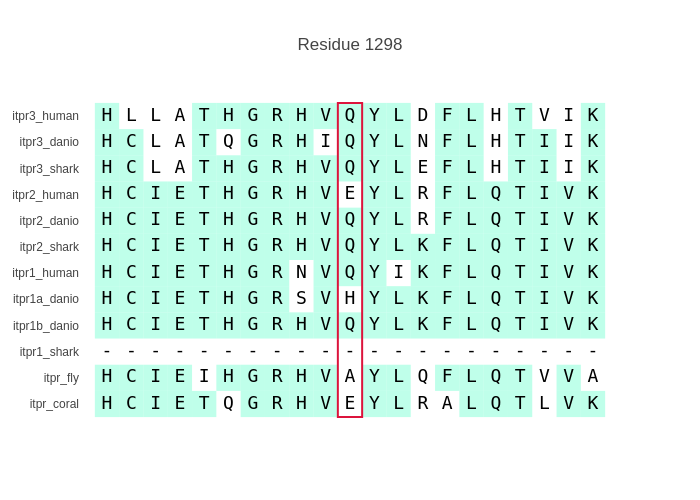 Residue 1298
itpr3_human H L L A T H G R H V Q Y L D F L H T V I K
itpr3_danio H C L A T Q G R H I Q Y L N F L H T I I K
itpr3_shark H C L A T H G R H V Q Y L E F L H T I I K
itpr2_human H C I E T H G R H V E Y L R F L Q T I V K
itpr2_danio H C I E T H G R H V Q Y L R F L Q T I V K
itpr2_shark H C I E T H G R H V Q Y L K F L Q T I V K
itpr1_human H C I E T H G R N V Q Y I K F L Q T I V K
itpr1a_danio H C I E T H G R S V H Y L K F L Q T I V K
itpr1b_danio H C I E T H G R H V Q Y L K F L Q T I V K
itpr1_shark - - - - - - - - - - - - - - - - - - - - -
itpr_fly H C I E I H G R H V A Y L Q F L Q T V V A
itpr_coral H C I E T Q G R H V E Y L R A L Q T L V K